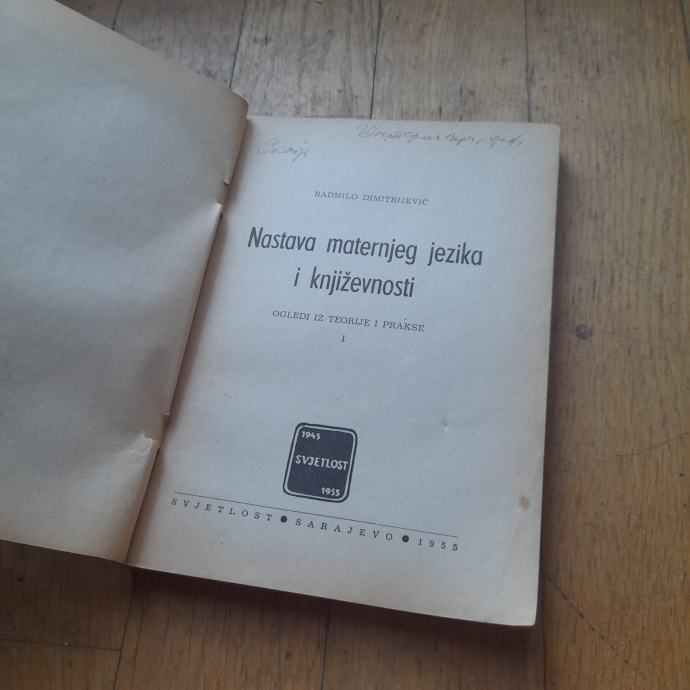 RADMILO DIMITRIJEVIĆ
Nastava maternjeg jezika
i književnosti
OGLEDI IZ TEORIJE I PRAKSE
I
1945
SVJETLOST
1955
SVJETLOST ● SARAJEVO ● 1955